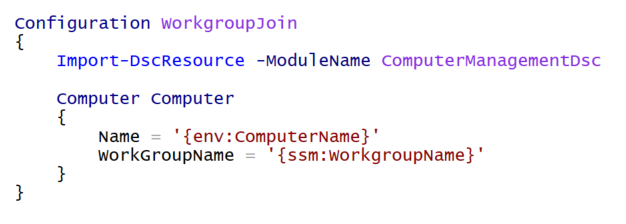 Configuration WorkgroupJoin
{
    Import-DscResource -ModuleName ComputerManagementDsc

    Computer Computer
    {
        Name = '{env:ComputerName}'
        WorkGroupName = '{ssm:WorkgroupName}'
    }
}